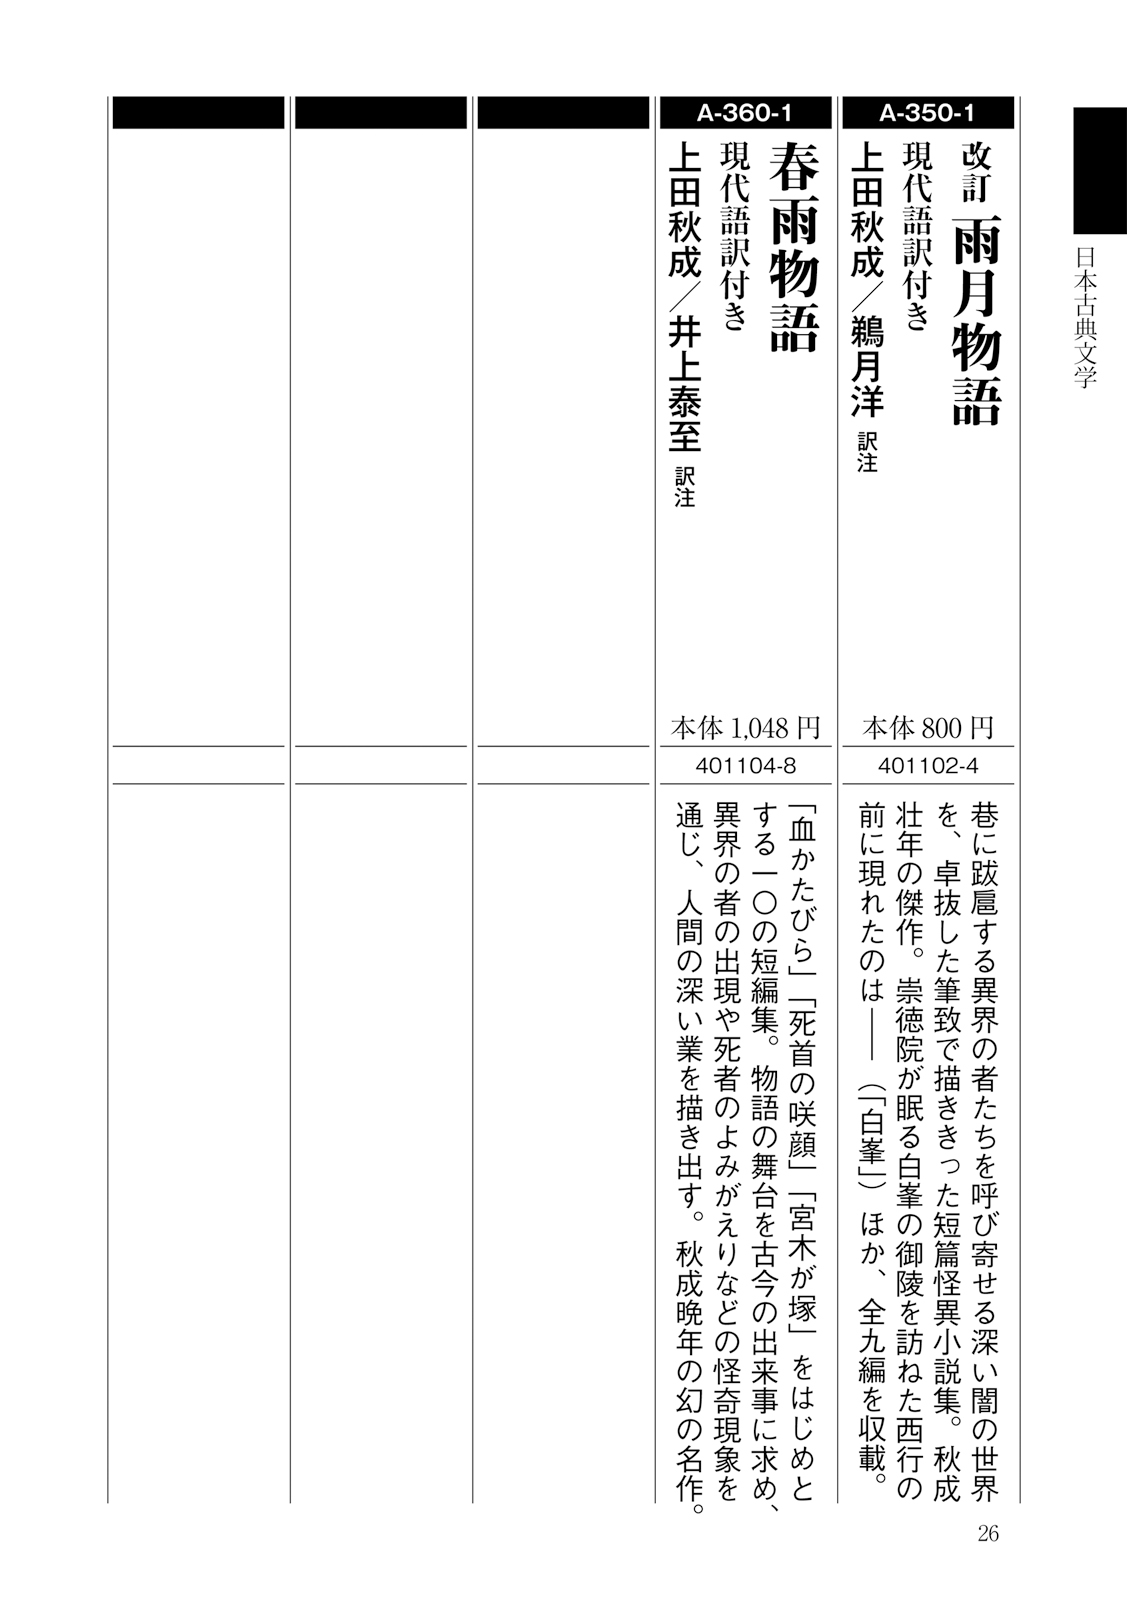 日本古典文学
A-350-1
改訂 雨月物語
現代語訳付き
上田秋成／鵜月洋 訳注
本体 800 円
401102-4
巷に跋扈する異界の者たちを呼び寄せる深い闇の世界
を、卓抜した筆致で描ききった短篇怪異小説集。秋成
壮年の傑作。崇徳院が眠る白峯の御陵を訪ねた西行の
前に現れたのは――（「白峯」）ほか、全九編を収載。
A-360-1
春雨物語
現代語訳付き
上田秋成／井上泰至 訳注
本体 1,048 円
401104-8
「血かたびら」「死首の咲顔」「宮木が塚」をはじめと
する一〇の短編集。物語の舞台を古今の出来事に求め、
異界の者の出現や死者のよみがえりなどの怪奇現象を
通じ、人間の深い業を描き出す。秋成晩年の幻の名作。
26